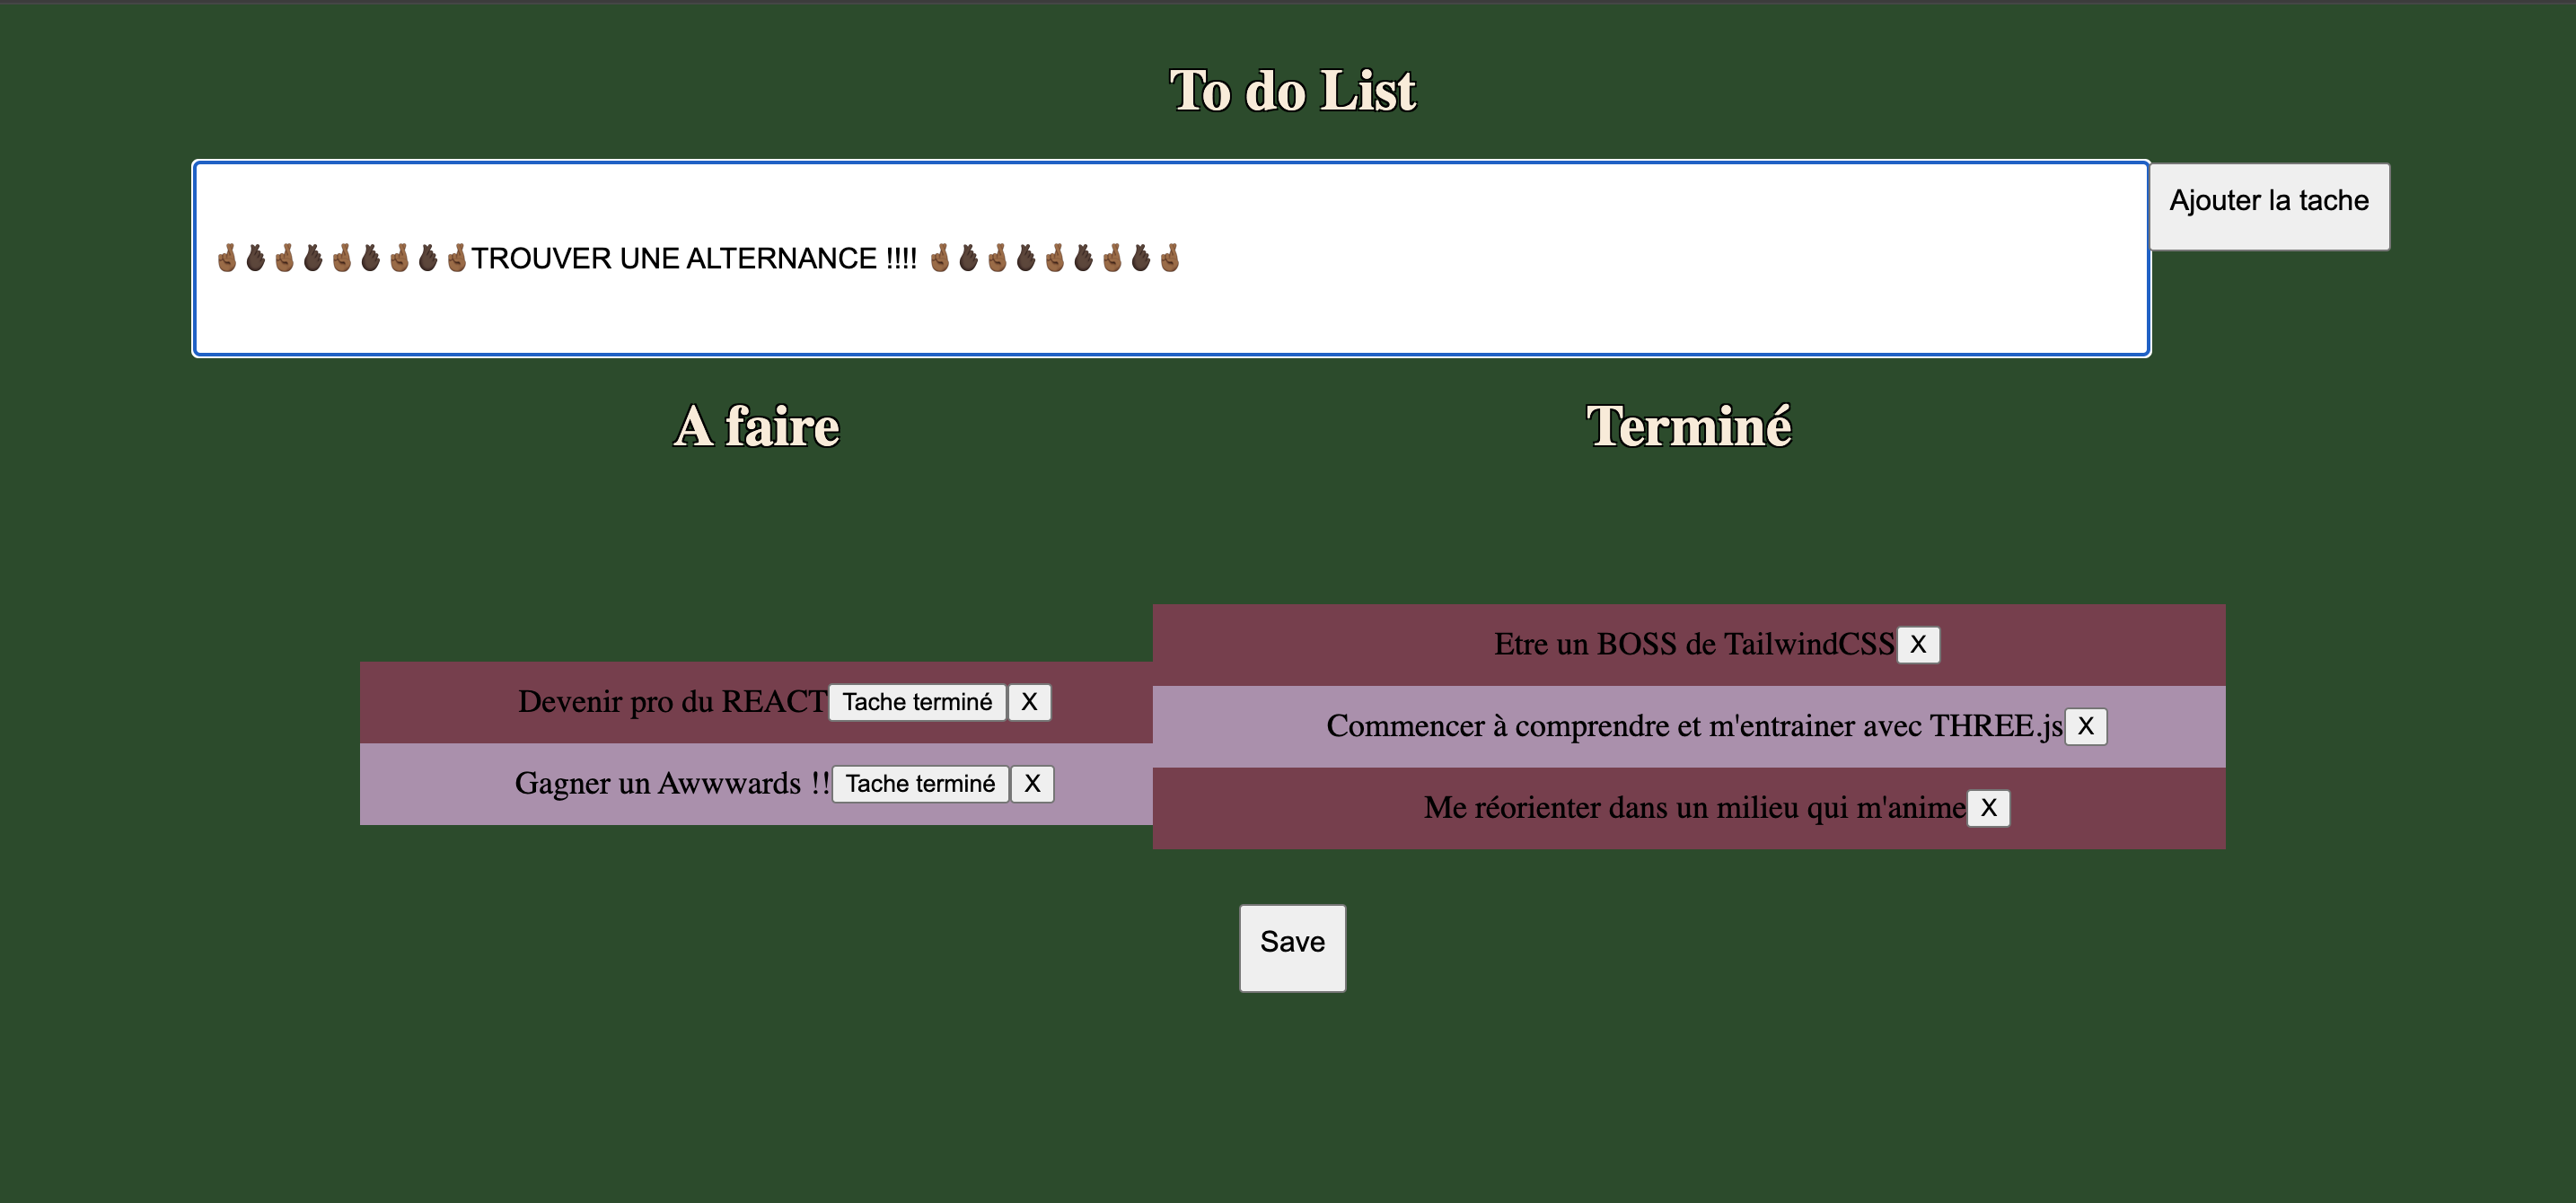 To do List
🤞🏾🫰🏿🤞🏾🫰🏿🤞🏾🫰🏿🤞🏾🫰🏿🤞🏾TROUVER UNE ALTERNANCE !!!! 🤞🏾🫰🏿🤞🏾🫰🏿🤞🏾🫰🏿🤞🏾🫰🏿🤞🏾
Ajouter la tache
A faire
Devenir pro du REACT Tache terminé X
Gagner un Awwwards !! Tache terminé X
Terminé
Etre un BOSS de TailwindCSS X
Commencer à comprendre et m'entrainer avec THREE.js X
Me réorienter dans un milieu qui m'anime X
Save